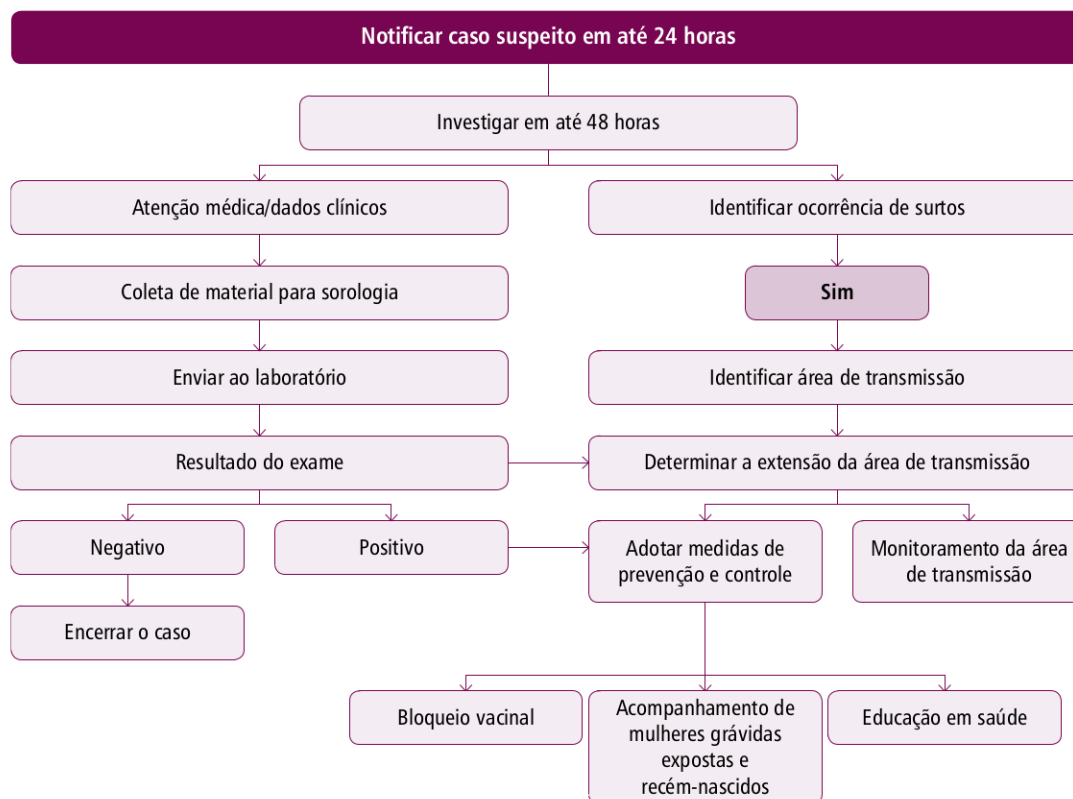 Notificar caso suspeito em até 24 horas
Investigar em até 48 horas
Atenção médica/dados clínicos
Identificar ocorrência de surtos
Coleta de material para sorologia
Sim
Enviar ao laboratório
Identificar área de transmissão
Resultado do exame
Determinar a extensão da área de transmissão
Negativo
Positivo
Adotar medidas de
prevenção e controle
Monitoramento da área
de transmissão
Encerrar o caso
Bloqueio vacinal
Acompanhamento de
mulheres grávidas
expostas e
recém-nascidos
Educação em saúde